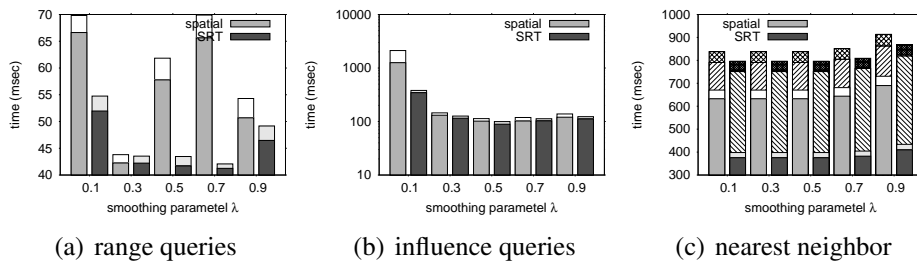 70
65
60
55
50
45
40
time (msec)
spatial
SRT
0.1 0.3 0.5 0.7 0.9
smoothing parametel λ
(a) range queries
10000
1000
100
10
time (msec)
spatial
SRT
0.1 0.3 0.5 0.7 0.9
smoothing parametel λ
(b) influence queries
1000
900
800
700
600
500
400
300
time (msec)
spatial
SRT
0.1 0.3 0.5 0.7 0.9
smoothing parametel λ
(c) nearest neighbor